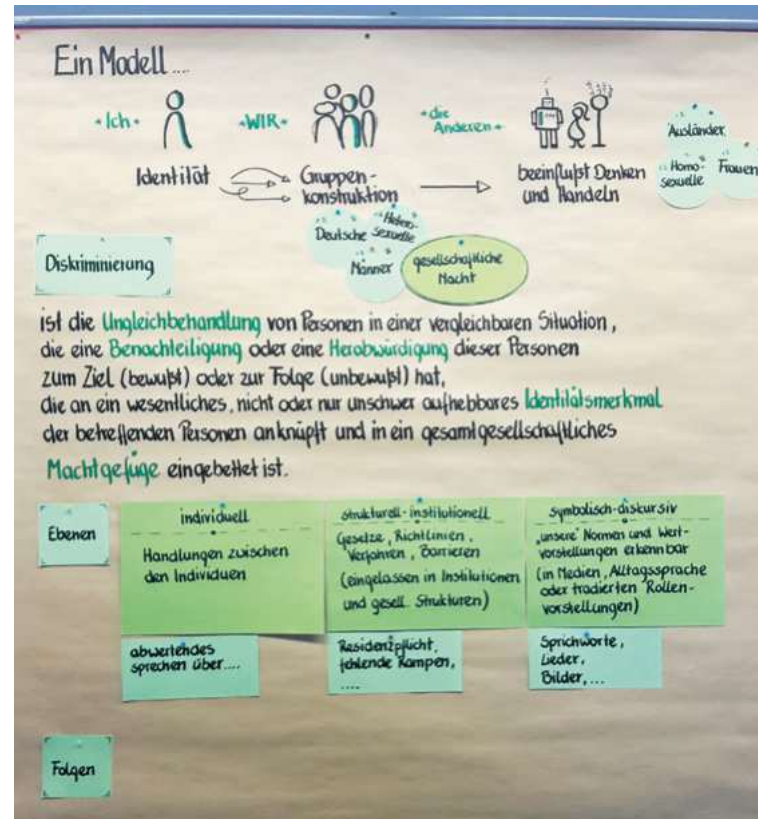 Ein Modell....
•Ich•
•WIR•
•die Anderen•
Ausländer
Homo-
sexuelle
Frauen
Identität
Gruppen-
konstruktion
beeinflußt Denken
und Handeln
Deutsche
Hetero-
sexuelle
Männer
gesellschaftliche
Macht
Diskriminierung
ist die Ungleichbehandlung von Personen in einer vergleichbaren Situation,
die eine Benachteiligung oder eine Herabwürdigung dieser Personen
zum Ziel (bewußt) oder zur Folge (unbewußt) hat,
die an ein wesentliches, nicht oder nur unschwer aufhebbares Identitätsmerkmal
der betreffenden Personen anknüpft und in ein gesamtgesellschaftliches
Machtgefüge eingebettet ist.
Ebenen
individuell
Handlungen zwischen
den Individuen
abwertendes
sprechen über....
strukturell-institutionell
Gesetze, Richtlinien,
Verfahren, Barrieren
(eingelassen in Institutionen
und gesell. Strukturen)
Residenzpflicht,
fehlende Rampen,
....
symbolisch-diskursiv
„unsere" Normen und Wert-
vorstellungen erkennbar
(in Medien, Alltagssprache
oder tradierten Rollen-
vorstellungen)
Sprichworte,
Lieder,
Bilder,...
Folgen